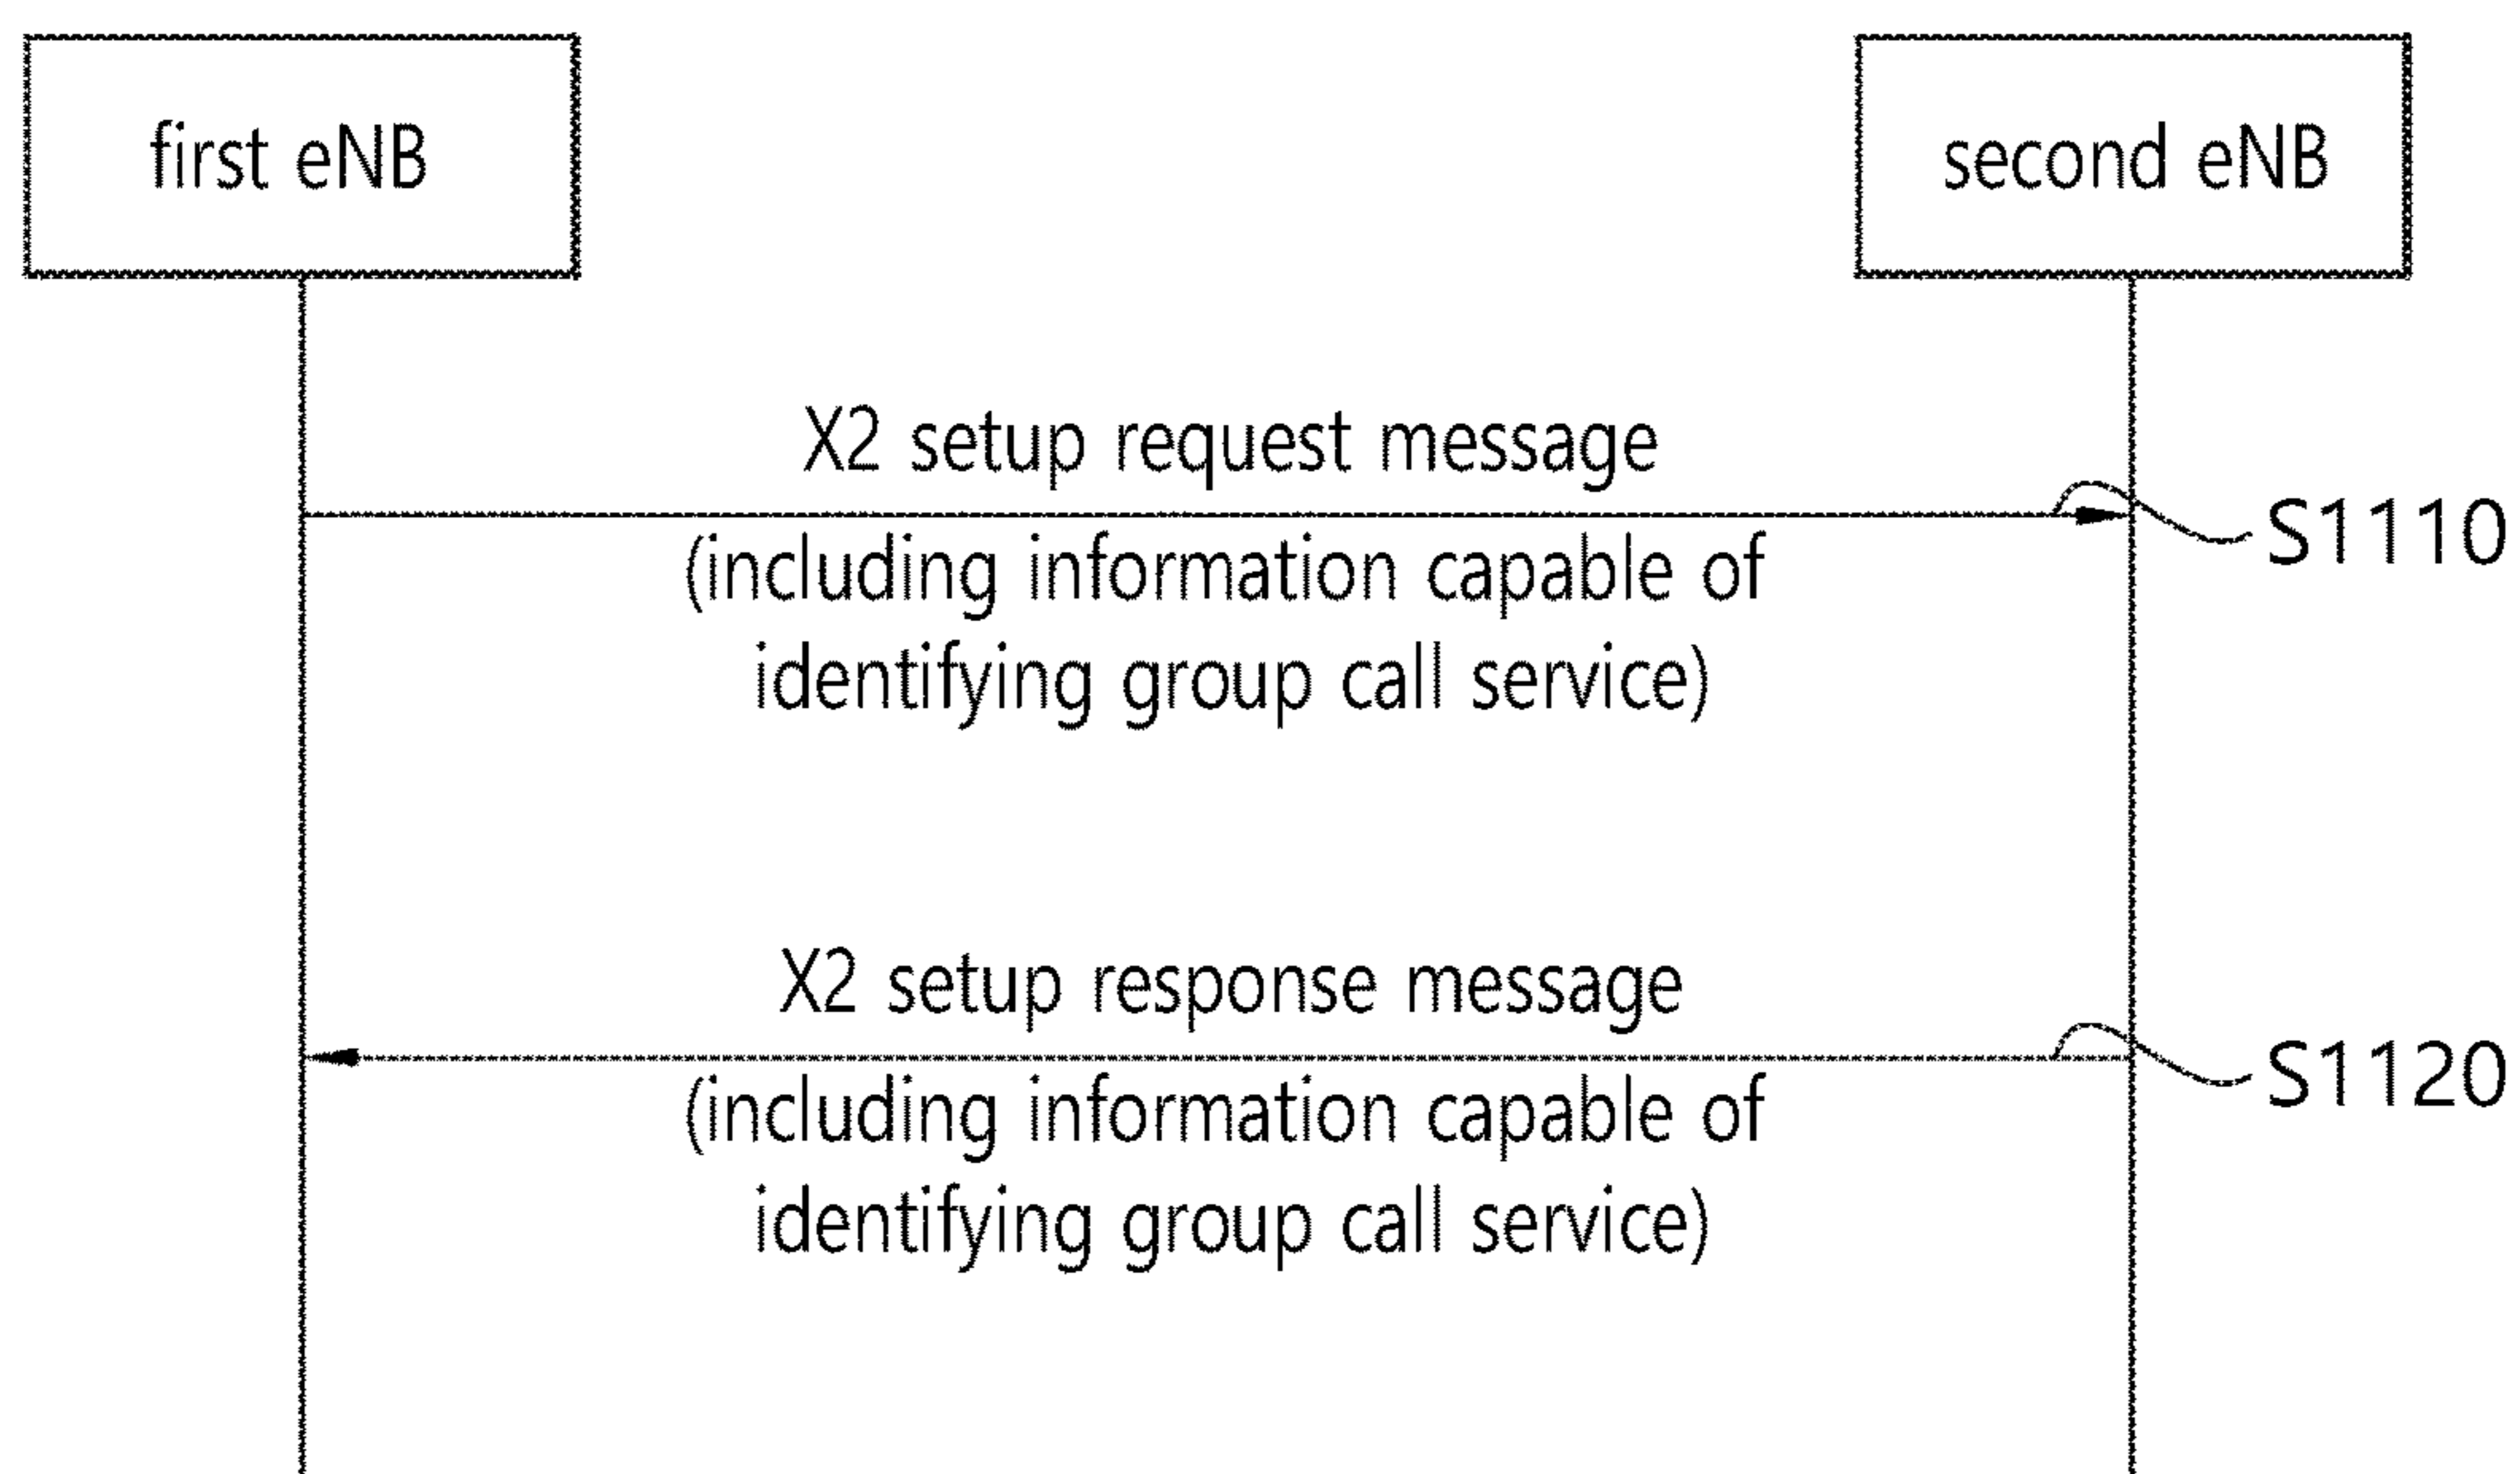 first eNB
second eNB
X2 setup request message
S1110
(including information capable of
identifying group call service)
X2 setup response message
S1120
(including information capable of
identifying group call service)